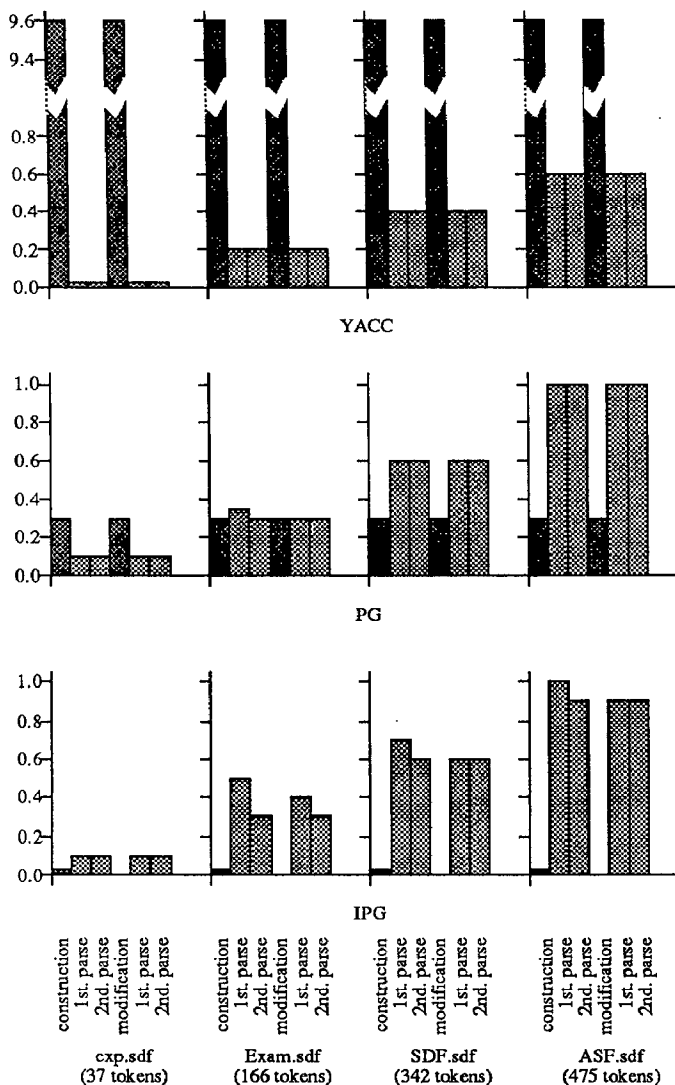 9.6
9.4
0.8
0.6
0.4
0.2
0.0
YACC
1.0
0.8
0.6
0.4
0.2
0.0
PG
1.0
0.8
0.6
0.4
0.2
0.0
IPG
construction
1st. parse
2nd. parse
modification
1st. parse
2nd. parse
construction
1st. parse
2nd. parse
modification
1st. parse
2nd. parse
construction
1st. parse
2nd. parse
modification
1st. parse
2nd. parse
construction
1st. parse
2nd. parse
modification
1st. parse
2nd. parse
exp.sdf Exam.sdf SDF.sdf ASF.sdf
(37 tokens) (166 tokens) (342 tokens) (475 tokens)